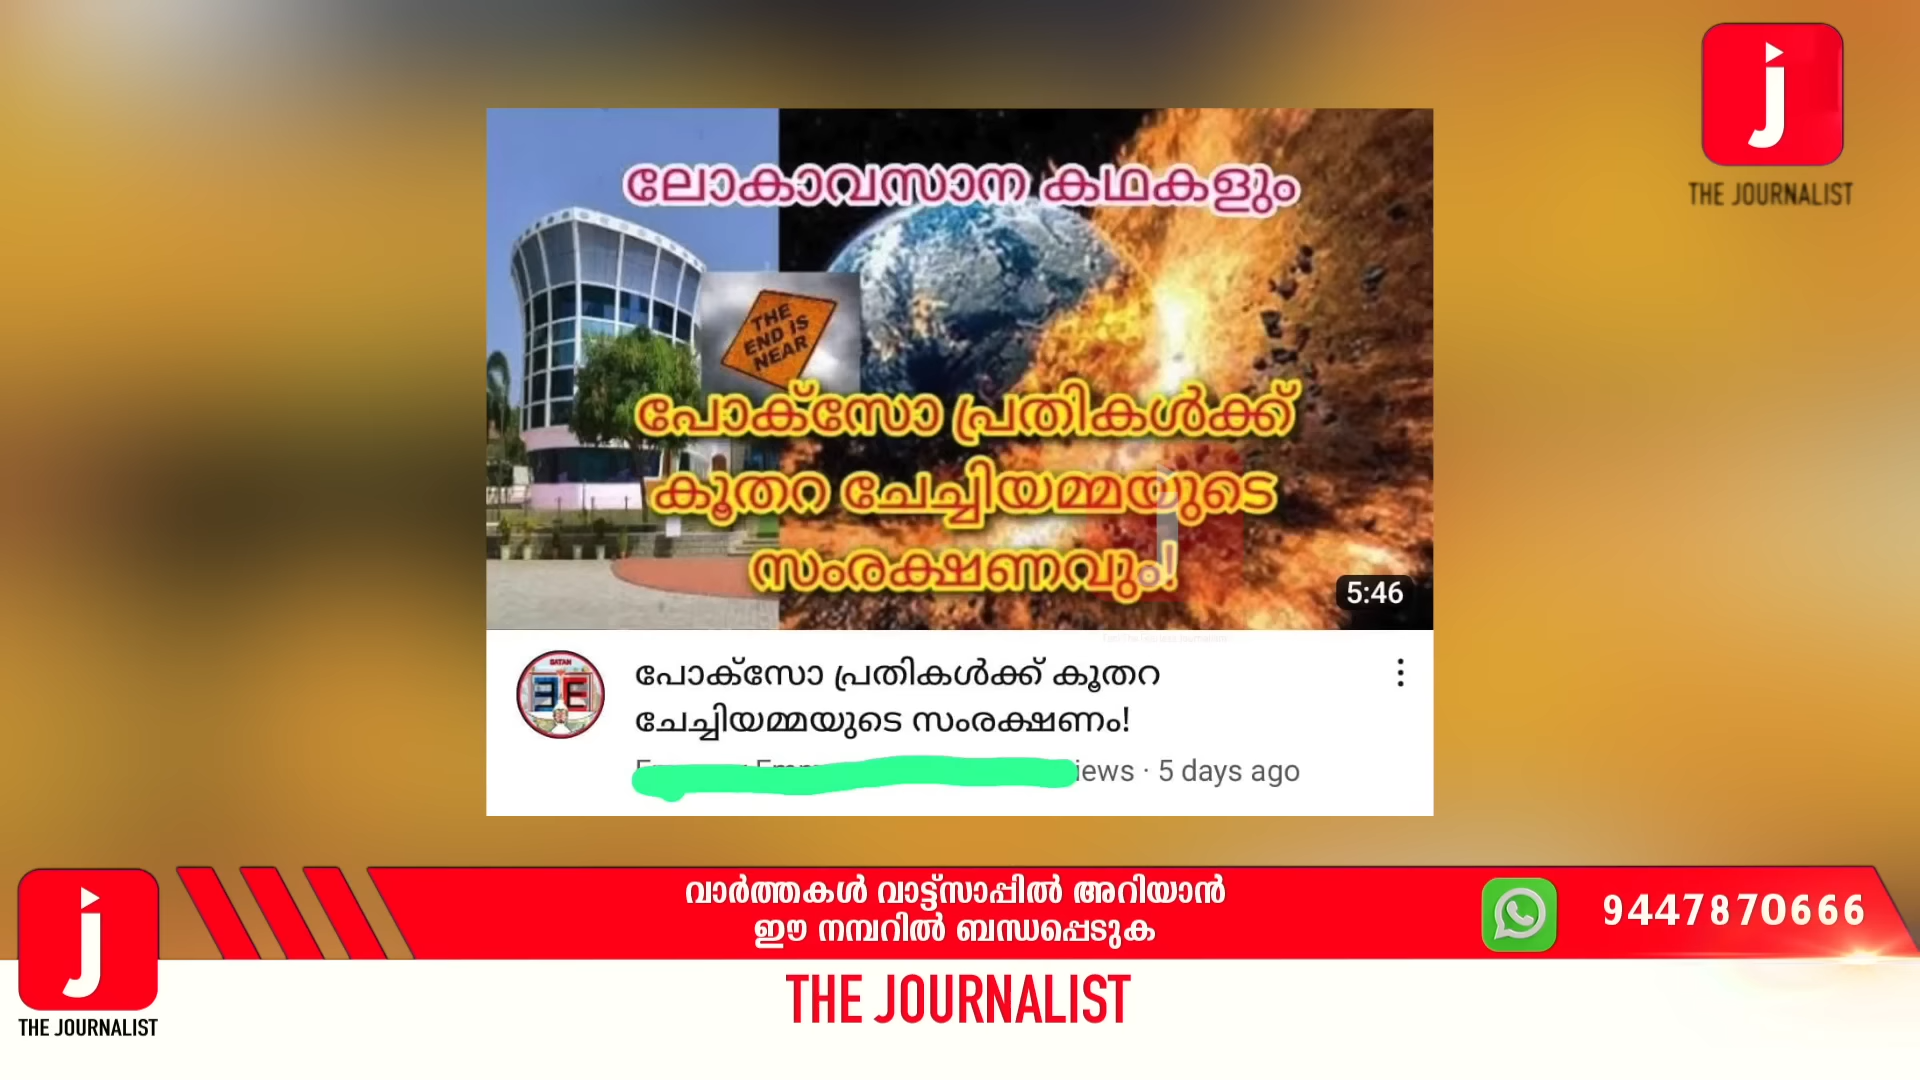 THE JOURNALIST
ലോകാവസാന കഥകളും
THE
END IS
NEAR
പോക്സോ പ്രതികൾക്ക്
കൂതറ ചേച്ചിയമ്മയുടെ
സംരക്ഷണവും!
5:46
SATAN
പോക്സോ പ്രതികൾക്ക് കൂതറ
ചേച്ചിയമ്മയുടെ സംരക്ഷണം!
5 days ago
വാർത്തകൾ വാട്ട്സാപ്പിൽ അറിയാൻ
ഈ നമ്പറിൽ ബന്ധപ്പെടുക
9447870666
THE JOURNALIST
THE JOURNALIST